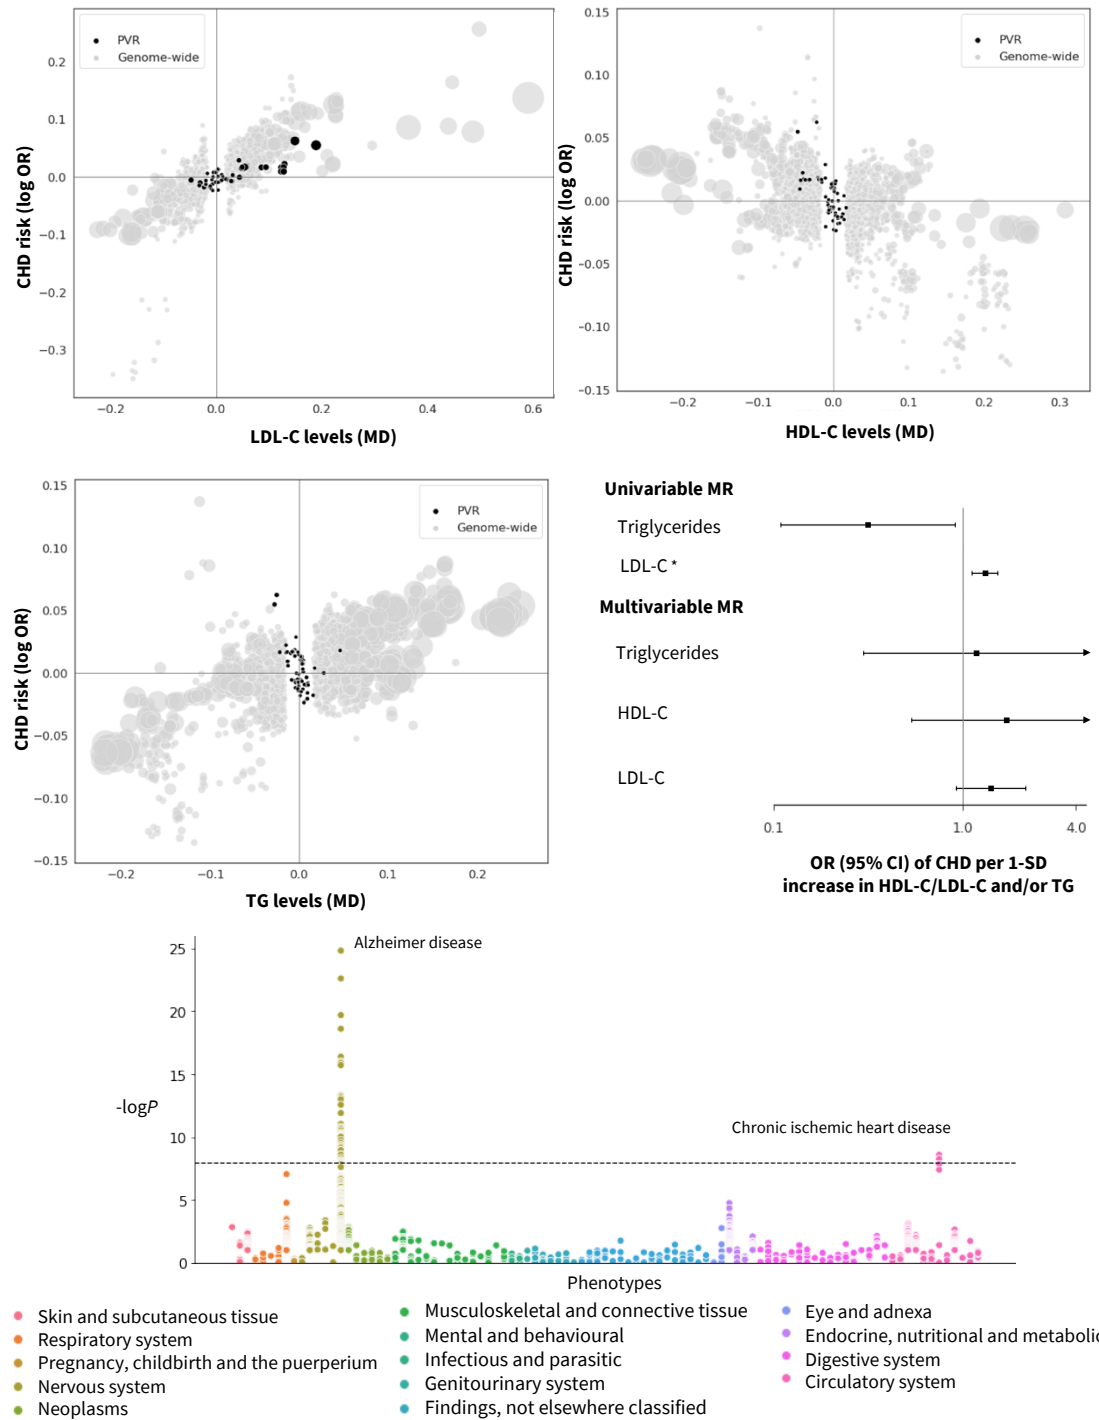 PVR
Genome-wide
0.2
0.1
0.0
−0.1
−0.2
−0.3
CHD risk (log OR)
−0.2
0.0
0.2
0.4
0.6
LDL-C levels (MD)
PVR
Genome-wide
0.15
0.10
0.05
0.00
−0.05
−0.10
−0.15
CHD risk (log OR)
−0.2
−0.1
0.0
0.1
0.2
0.3
HDL-C levels (MD)
PVR
Genome-wide
0.15
0.10
0.05
0.00
−0.05
−0.10
−0.15
CHD risk (log OR)
−0.2
−0.1
0.0
0.1
0.2
TG levels (MD)
Univariable MR
Triglycerides
LDL-C *
Multivariable MR
Triglycerides
HDL-C
LDL-C
0.1
1.0
4.0
OR (95% CI) of CHD per 1-SD
increase in HDL-C/LDL-C and/or TG
25
20
15
10
5
0
-logP
Alzheimer disease
Chronic ischemic heart disease
Phenotypes
Skin and subcutaneous tissue
Respiratory system
Pregnancy, childbirth and the puerperium
Nervous system
Neoplasms
Musculoskeletal and connective tissue
Mental and behavioural
Infectious and parasitic
Genitourinary system
Findings, not elsewhere classified
Eye and adnexa
Endocrine, nutritional and metabolic
Digestive system
Circulatory system